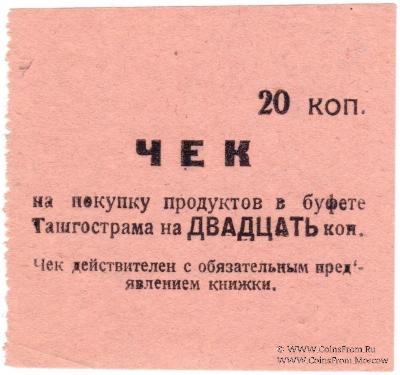 20 коп.
ЧЕК
на покупку продуктов в буфете
Ташгострама на ДВАДЦАТЬ коп.
Чек действителен с обязательным пред'-
явлением книжки.
© WWW.CoinsFrom.Ru
www.CoinsFrom.Moscow